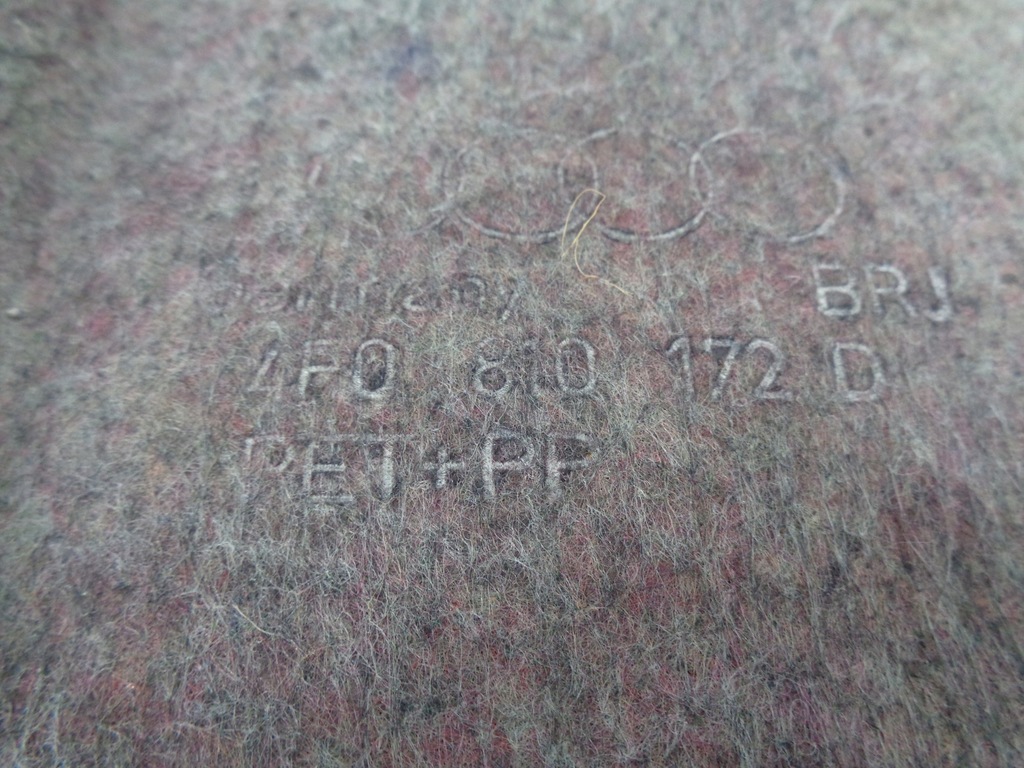 Germany BRJ
4F0 810 172 D
PET+PP